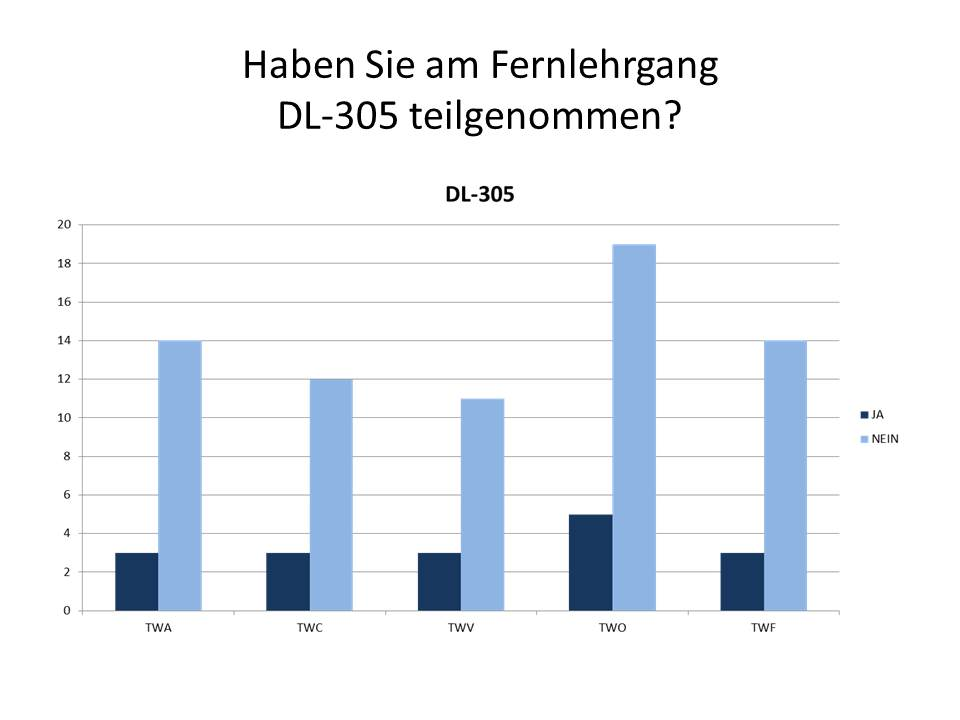 Haben Sie am Fernlehrgang
DL-305 teilgenommen?
DL-305
20
18
16
14
12
10
8
6
4
2
0
TWA TWC TWV TWO TWF
JA
NEIN